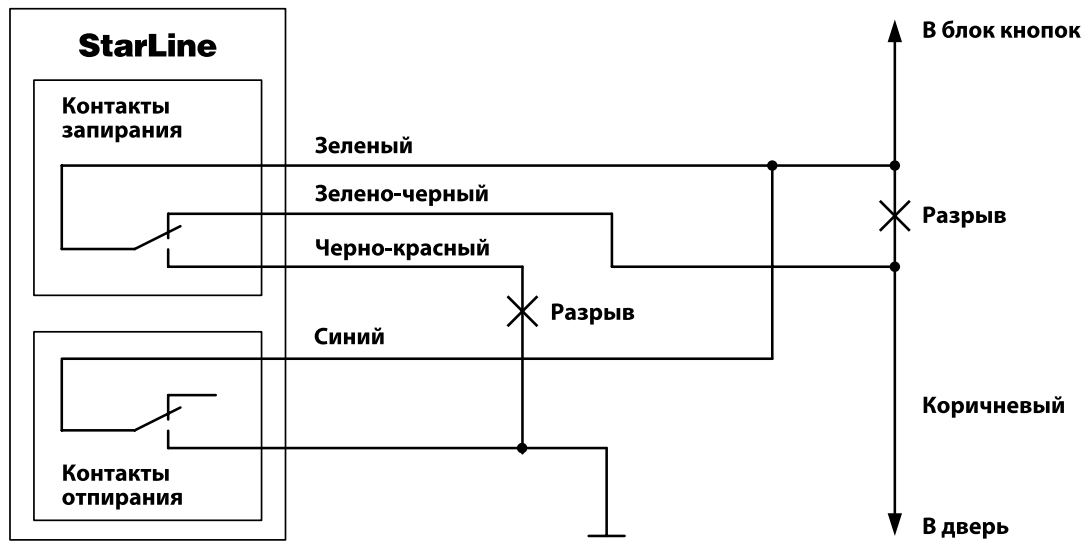 StarLine
В блок кнопок
Контакты
запирания
Зеленый
Зелено-черный
Разрыв
Черно-красный
Разрыв
Синий
Коричневый
Контакты
отпирания
В дверь